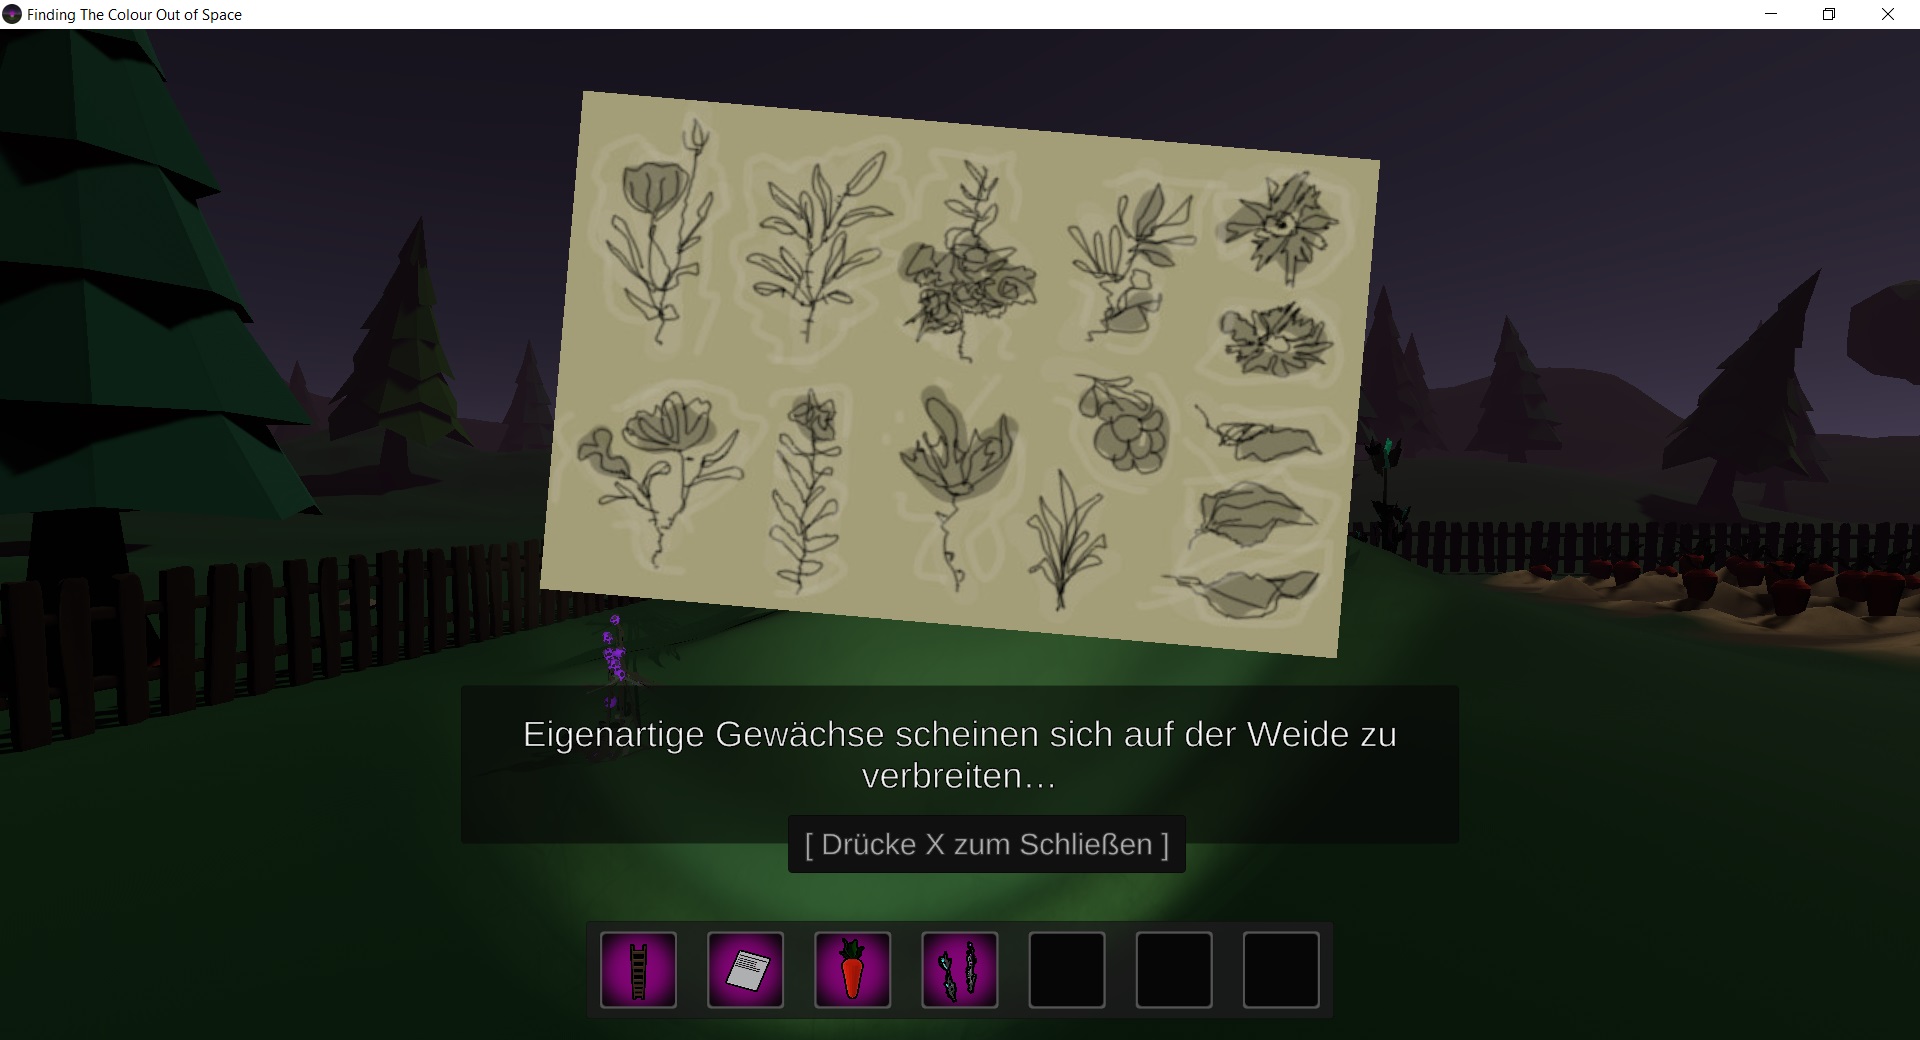 Finding The Colour Out of Space
Eigenartige Gewächse scheinen sich auf der Weide zu
verbreiten...
[ Drücke X zum Schließen ]